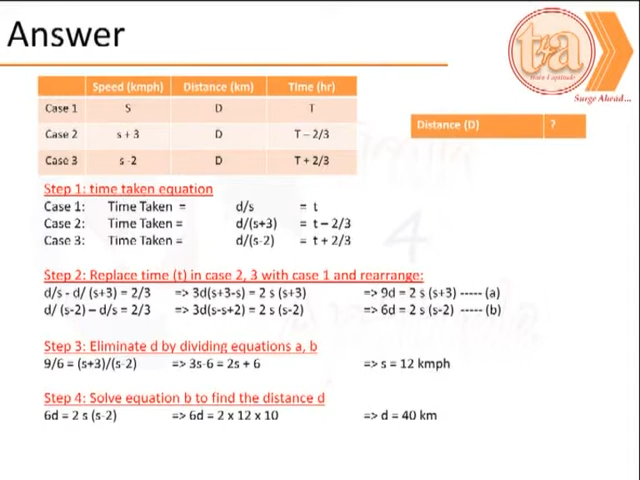 Answer
t4a
Train 4 aptitude
Surge Ahead...
Speed (kmph) Distance (km) Time (hr)
Case 1 S D T
Case 2 s + 3 D T – 2/3
Case 3 s -2 D T + 2/3
Distance (D) ?
Step 1: time taken equation
Case 1: Time Taken = d/s = t
Case 2: Time Taken = d/(s+3) = t – 2/3
Case 3: Time Taken = d/(s-2) = t + 2/3
Step 2: Replace time (t) in case 2, 3 with case 1 and rearrange:
d/s - d/ (s+3) = 2/3 => 3d(s+3-s) = 2 s (s+3) => 9d = 2 s (s+3) ----- (a)
d/ (s-2) – d/s = 2/3 => 3d(s-s+2) = 2 s (s-2) => 6d = 2 s (s-2) ----- (b)
Step 3: Eliminate d by dividing equations a, b
9/6 = (s+3)/(s-2) => 3s-6 = 2s + 6 => s = 12 kmph
Step 4: Solve equation b to find the distance d
6d = 2 s (s-2) => 6d = 2 x 12 x 10 => d = 40 km